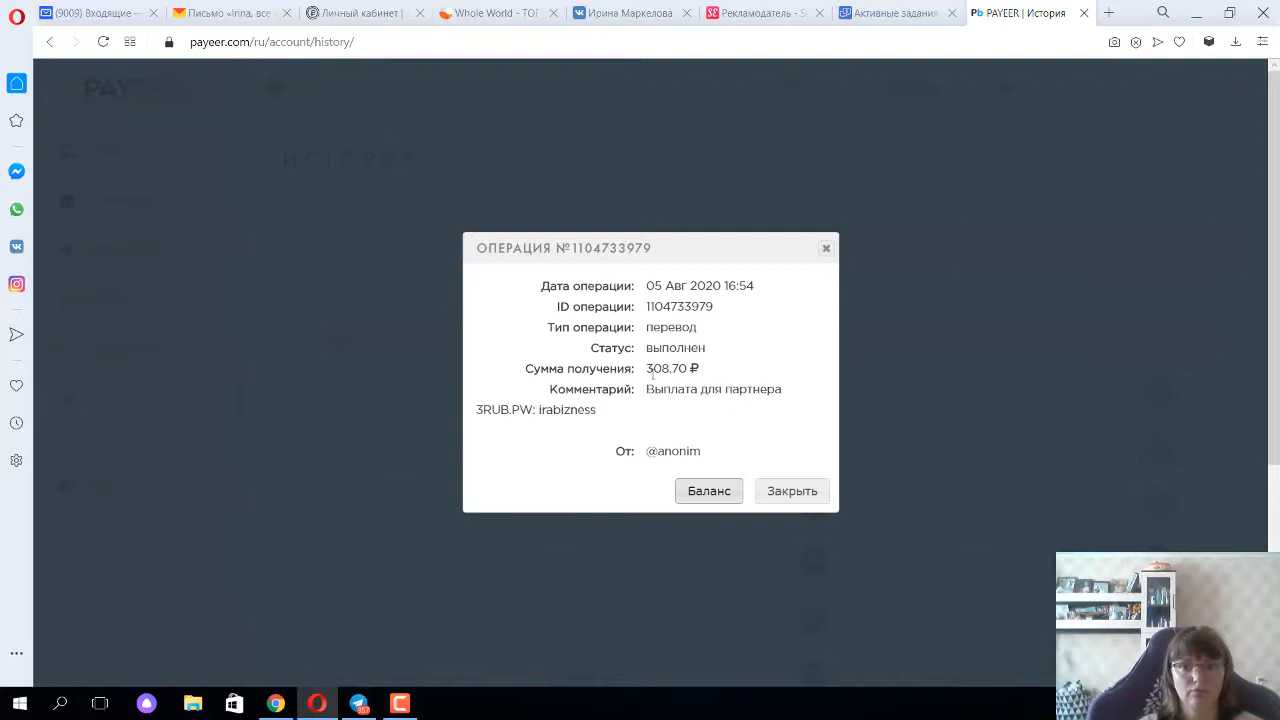 (9009) Входящие —
Письмо «Irina, все
Личный кабинет |
Whole World - ТОГ
Ирина Маркелова
Рекламодатель - Se
Активные задания
PAYEER | История
payeer.com/ru/account/history/
ИСТОРИЯ
ОПЕРАЦИЯ №1104733979
Дата операции: 05 Авг 2020 16:54
ID операции: 1104733979
Тип операции: перевод
Статус: выполнен
Сумма получения: 308.70 ₽
Комментарий: Выплата для партнера
3RUB.PW: irabizness
От: @anonim
Баланс
Закрыть